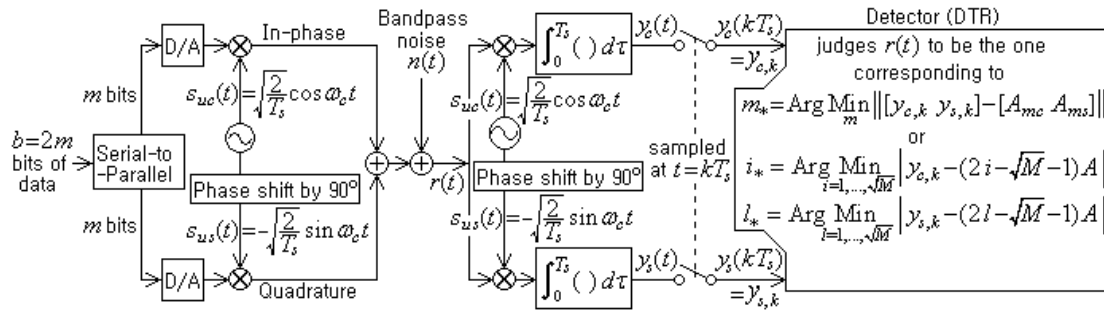 D/A
In-phase
m bits
s_uc(t)=√(2/T_s) cos ω_c t
b=2m
bits of
data
Serial-to
-Parallel
Phase shift by 90°
m bits
s_us(t)=-√(2/T_s) sin ω_c t
D/A
Quadrature
Bandpass
noise
n(t)
r(t)
s_uc(t)=√(2/T_s) cos ω_c t
Phase shift by 90°
s_us(t)=-√(2/T_s) sin ω_c t
∫_0^{T_s} ( ) dτ
y_c(t)
y_c(kT_s)
=y_{c,k}
sampled
at t=kT_s
∫_0^{T_s} ( ) dτ
y_s(t)
y_s(kT_s)
=y_{s,k}
Detector (DTR)
judges r(t) to be the one
corresponding to
m_*=Arg Min_m ||[y_{c,k} y_{s,k}]-[A_{mc} A_{ms}]||
or
i_*=Arg Min_{i=1,...,√M} |y_{c,k}-(2i-√M-1)A|
l_*=Arg Min_{l=1,...,√M} |y_{s,k}-(2l-√M-1)A|